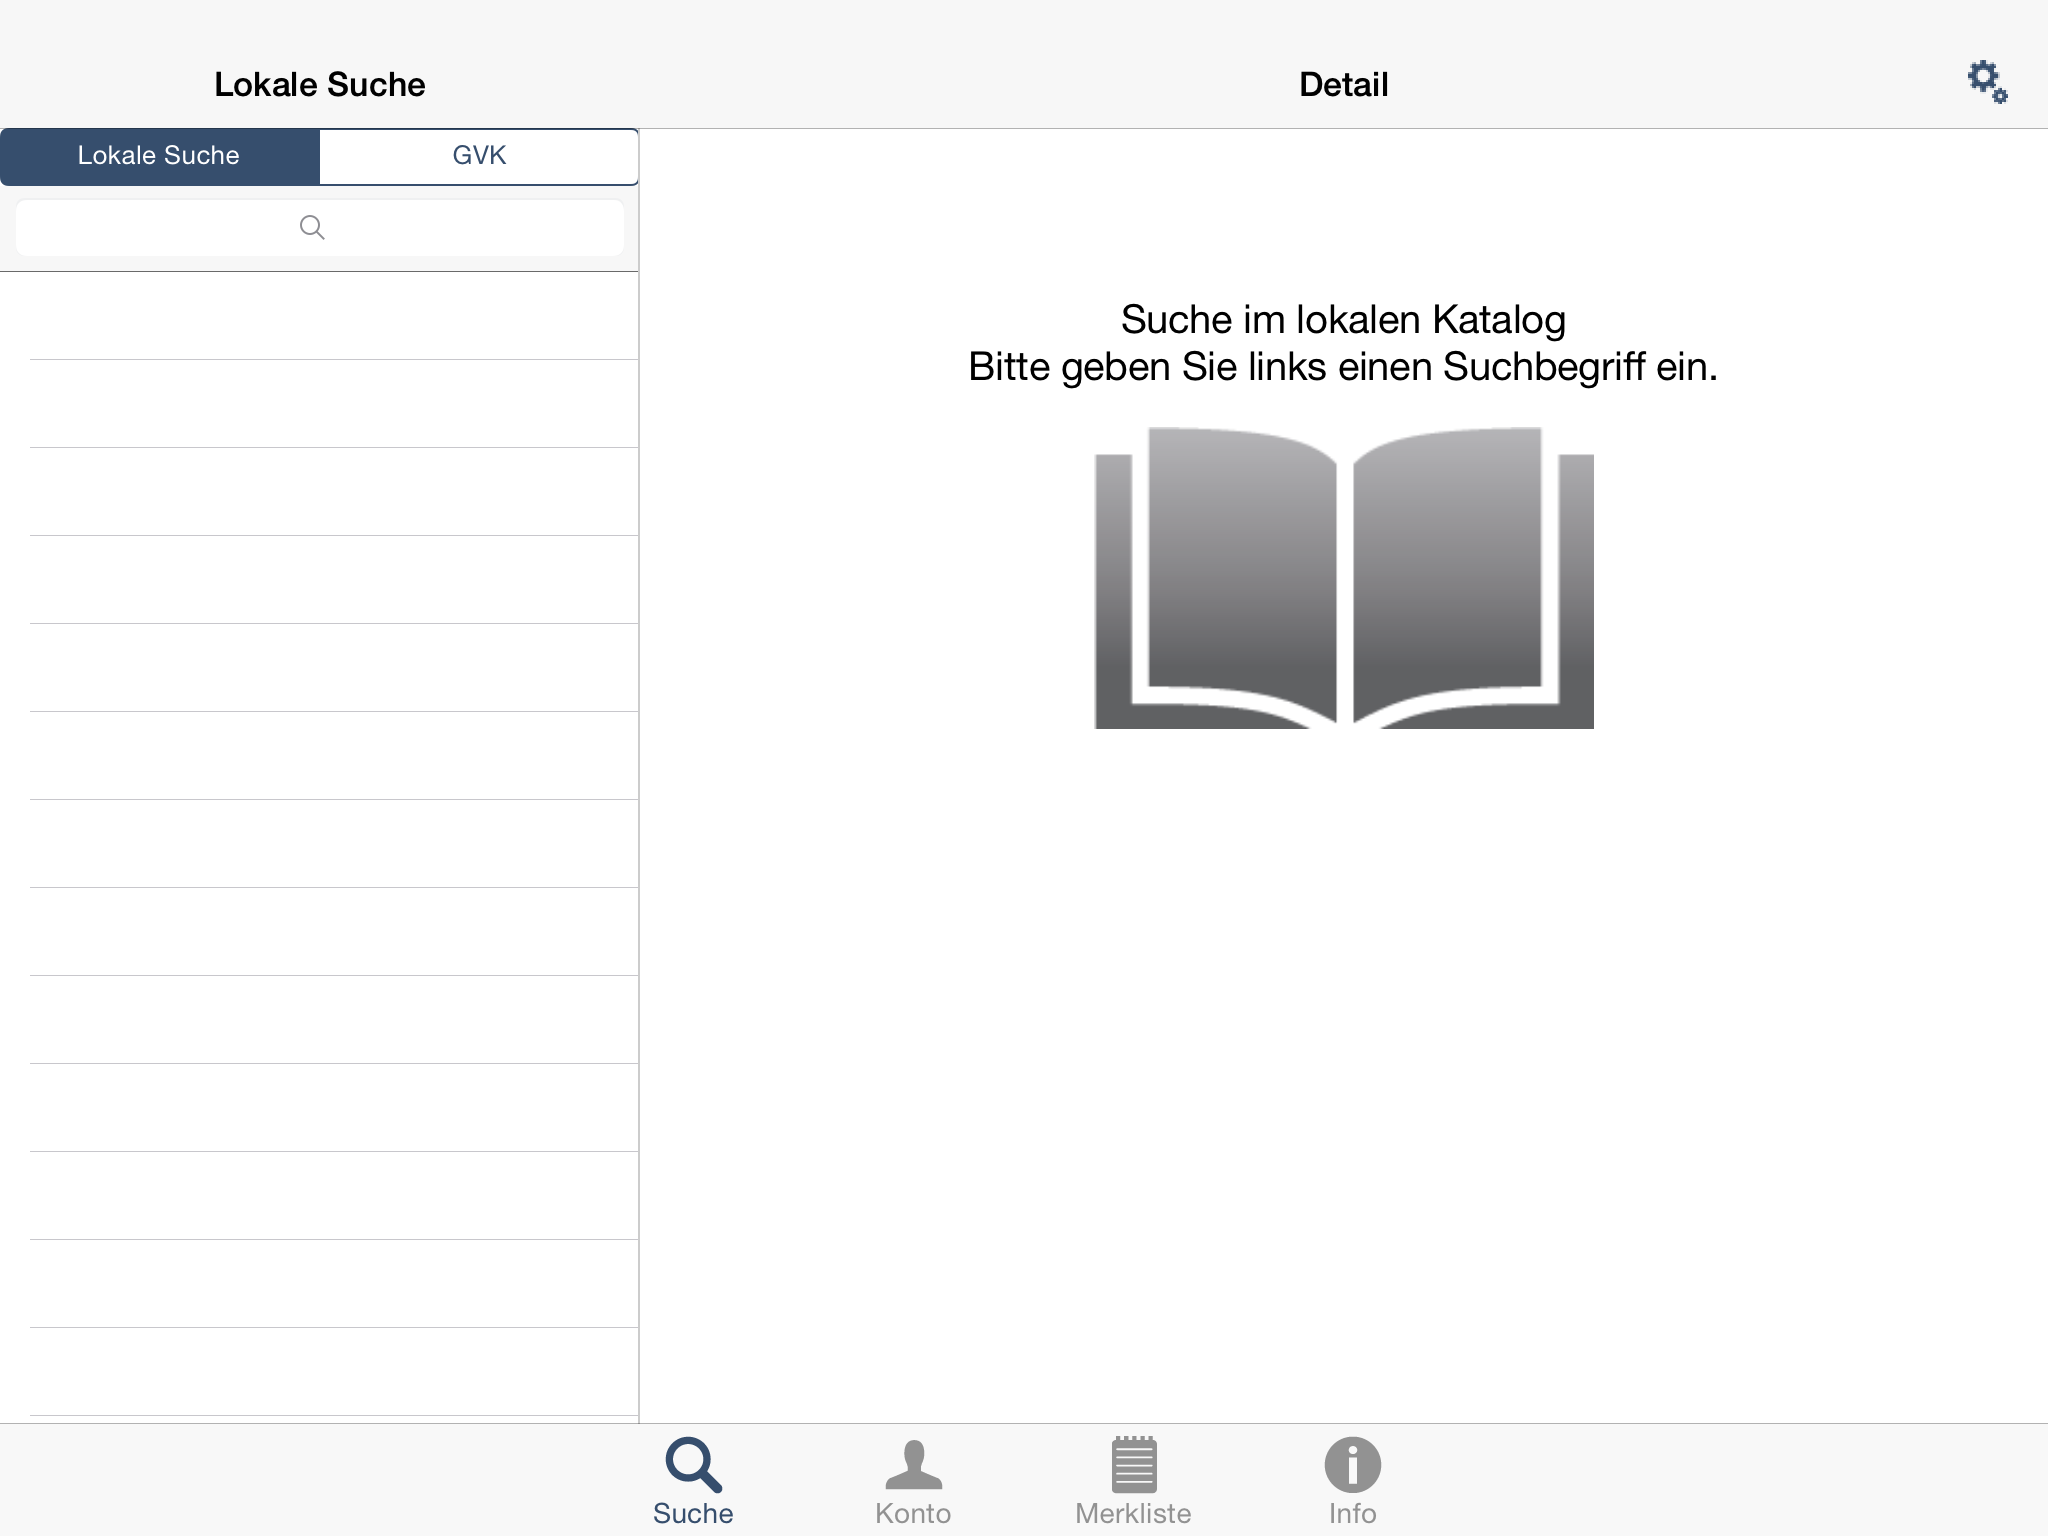 Lokale Suche
Detail
Lokale Suche
GVK
Suche im lokalen Katalog
Bitte geben Sie links einen Suchbegriff ein.
Suche
Konto
Merkliste
Info